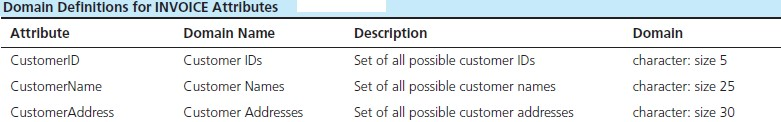 Domain Definitions for INVOICE Attributes
Attribute Domain Name Description Domain
CustomerID Customer IDs Set of all possible customer IDs character: size 5
CustomerName Customer Names Set of all possible customer names character: size 25
CustomerAddress Customer Addresses Set of all possible customer addresses character: size 30